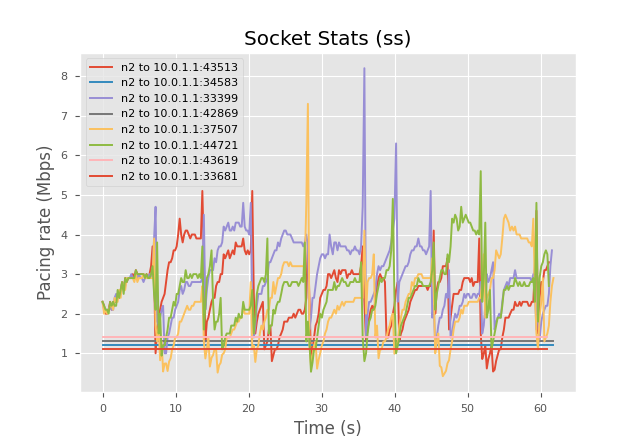 Socket Stats (ss)
n2 to 10.0.1.1:43513
n2 to 10.0.1.1:34583
n2 to 10.0.1.1:33399
n2 to 10.0.1.1:42869
n2 to 10.0.1.1:37507
n2 to 10.0.1.1:44721
n2 to 10.0.1.1:43619
n2 to 10.0.1.1:33681
Pacing rate (Mbps)
8
7
6
5
4
3
2
1
0 10 20 30 40 50 60
Time (s)